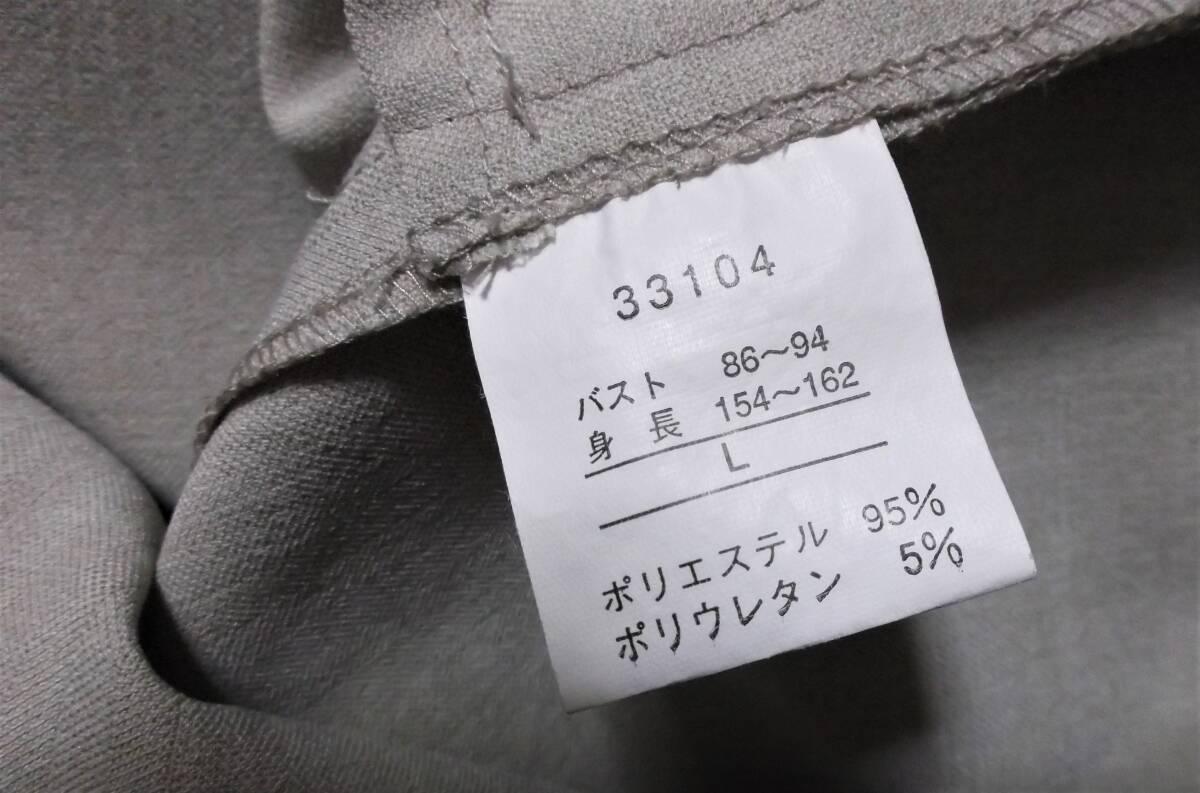 33104
バスト 86～94
身長 154～162
L
ポリエステル 95%
ポリウレタン 5%